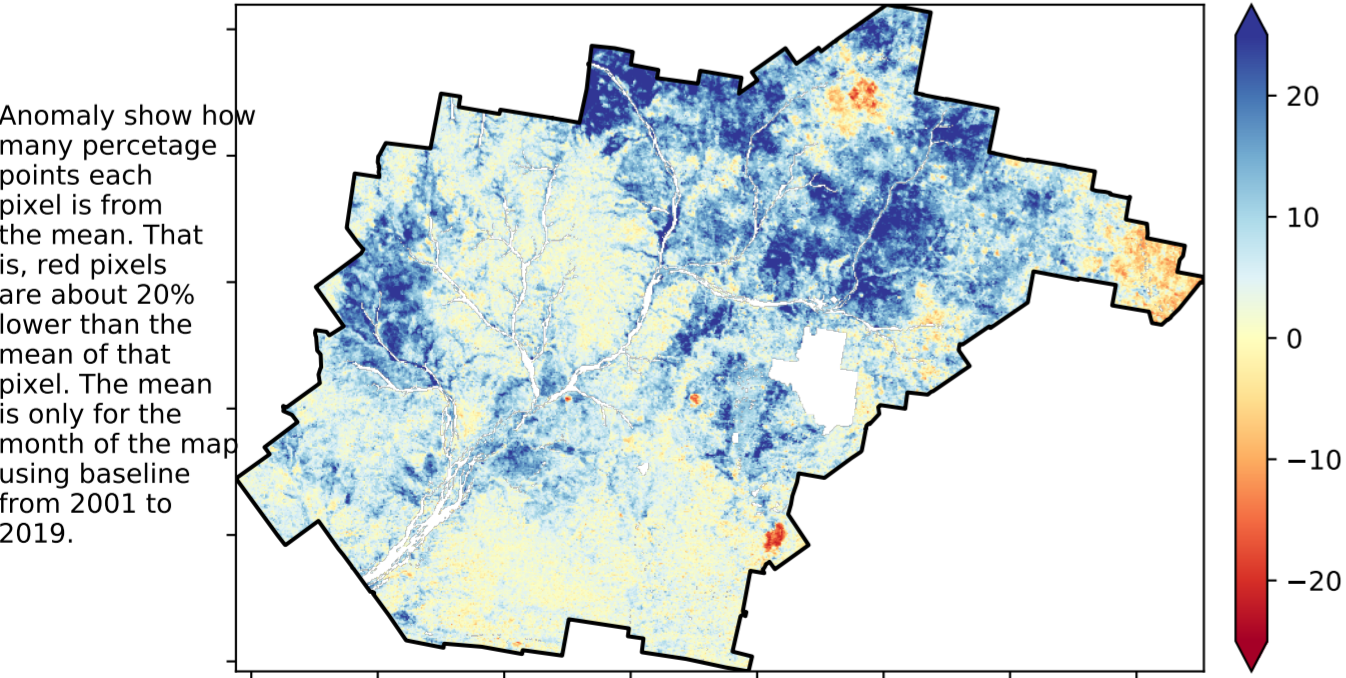 Anomaly show how
many percetage
points each
pixel is from
the mean. That
is, red pixels
are about 20%
lower than the
mean of that
pixel. The mean
is only for the
month of the map
using baseline
from 2001 to
2019.
20
10
0
−10
−20